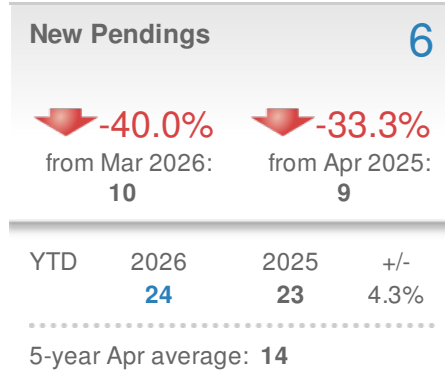 New Pendings 6
-40.0% -33.3%
from Mar 2026: from Apr 2025:
10 9
YTD 2026 2025 +/-
24 23 4.3%
5-year Apr average: 14